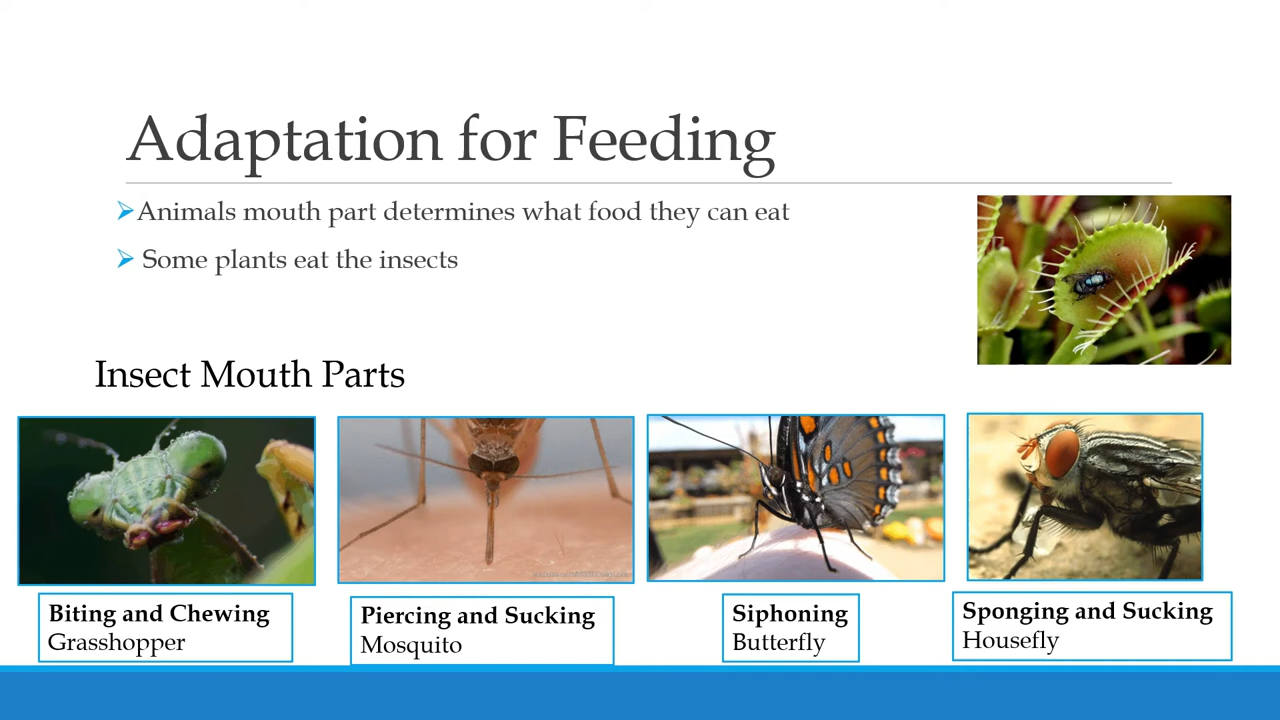 Adaptation for Feeding
Animals mouth part determines what food they can eat
Some plants eat the insects
Insect Mouth Parts
Biting and Chewing
Grasshopper
Piercing and Sucking
Mosquito
Siphoning
Butterfly
Sponging and Sucking
Housefly